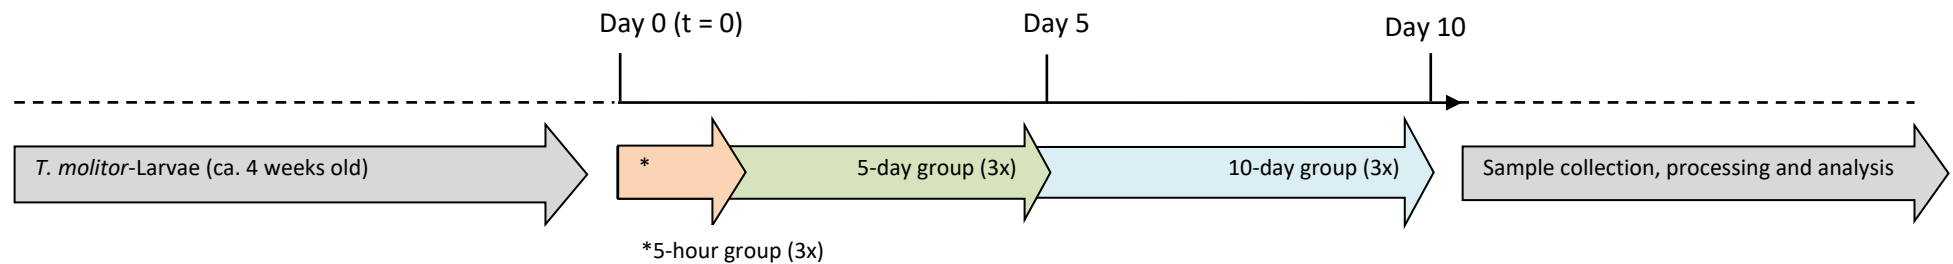 Day 0 (t = 0)
Day 5
Day 10
T. molitor-Larvae (ca. 4 weeks old)
*
5-day group (3x)
10-day group (3x)
Sample collection, processing and analysis
*5-hour group (3x)